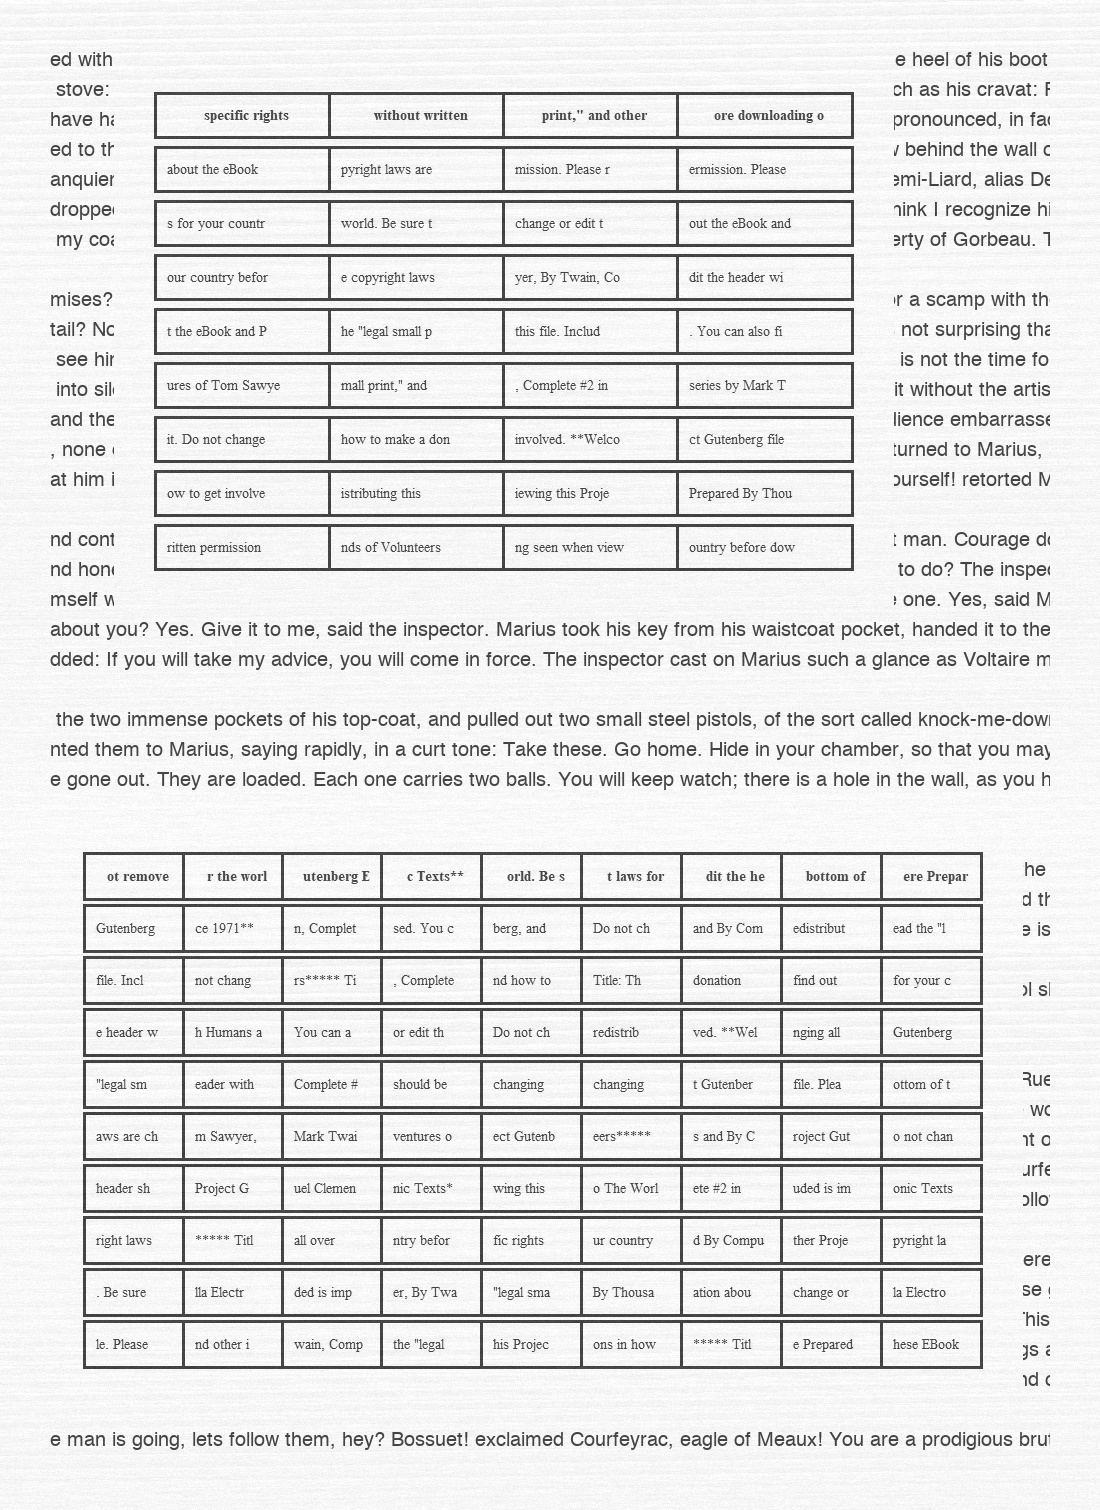 ed with
stove:
have ha
ed to th
anquier
dropped
my coa
mises?
tail? No
see him
into sil
and the
, none
at him i
nd cont
nd hone
mself w
specific rights without written print," and other ore downloading o
about the eBook pyright laws are mission. Please r ermission. Please
s for your countr world. Be sure t change or edit t out the eBook and
our country befor e copyright laws yer, By Twain, Co dit the header wi
t the eBook and P he "legal small p this file. Includ . You can also fi
ures of Tom Sawye mall print," and , Complete #2 in series by Mark T
it. Do not change how to make a don involved. **Welco ct Gutenberg file
ow to get involve istributing this iewing this Proje Prepared By Thou
ritten permission nds of Volunteers ng seen when view ountry before dow
e heel of his boot
ch as his cravat: F
pronounced, in fac
behind the wall o
emi-Liard, alias De
hink I recognize hi
erty of Gorbeau. T
or a scamp with th
not surprising tha
is not the time fo
it without the artis
lience embarrasse
turned to Marius,
ourself! retorted M
t man. Courage do
to do? The inspec
one. Yes, said M
about you? Yes. Give it to me, said the inspector. Marius took his key from his waistcoat pocket, handed it to the
dded: If you will take my advice, you will come in force. The inspector cast on Marius such a glance as Voltaire m
the two immense pockets of his top-coat, and pulled out two small steel pistols, of the sort called knock-me-down
nted them to Marius, saying rapidly, in a curt tone: Take these. Go home. Hide in your chamber, so that you may
e gone out. They are loaded. Each one carries two balls. You will keep watch; there is a hole in the wall, as you h
ot remove r the worl utenberg E c Texts** orld. Be s t laws for dit the he bottom of ere Prepar
Gutenberg ce 1971** n, Complet sed. You c berg, and Do not ch and By Com edistribut ead the "l
file. Incl not chang rs***** Ti , Complete nd how to Title: Th donation find out for your c
e header w h Humans a You can a or edit th Do not ch redistrib ved. **Wel nging all Gutenberg
"legal sm eader with Complete # should be changing changing t Gutenber file. Plea ottom of t
aws are ch m Sawyer, Mark Twai ventures o ect Gutenb eers***** s and By C roject Gut o not chan
header sh Project G uel Clemen nic Texts* wing this o The Worl ete #2 in uded is im onic Texts
right laws ***** Titl all over ntry befor fic rights ur country d By Compu ther Proje pyright la
. Be sure lla Electr ded is imp er, By Twa "legal sma By Thousa ation abou change or la Electro
le. Please nd other i wain, Comp the "legal his Projec ons in how ***** Titl e Prepared hese EBook
he
d th
e is
ol sl
Rue
wo
nt o
urfe
ollo
ere
se
This
gs a
nd
e man is going, lets follow them, hey? Bossuet! exclaimed Courfeyrac, eagle of Meaux! You are a prodigious brut